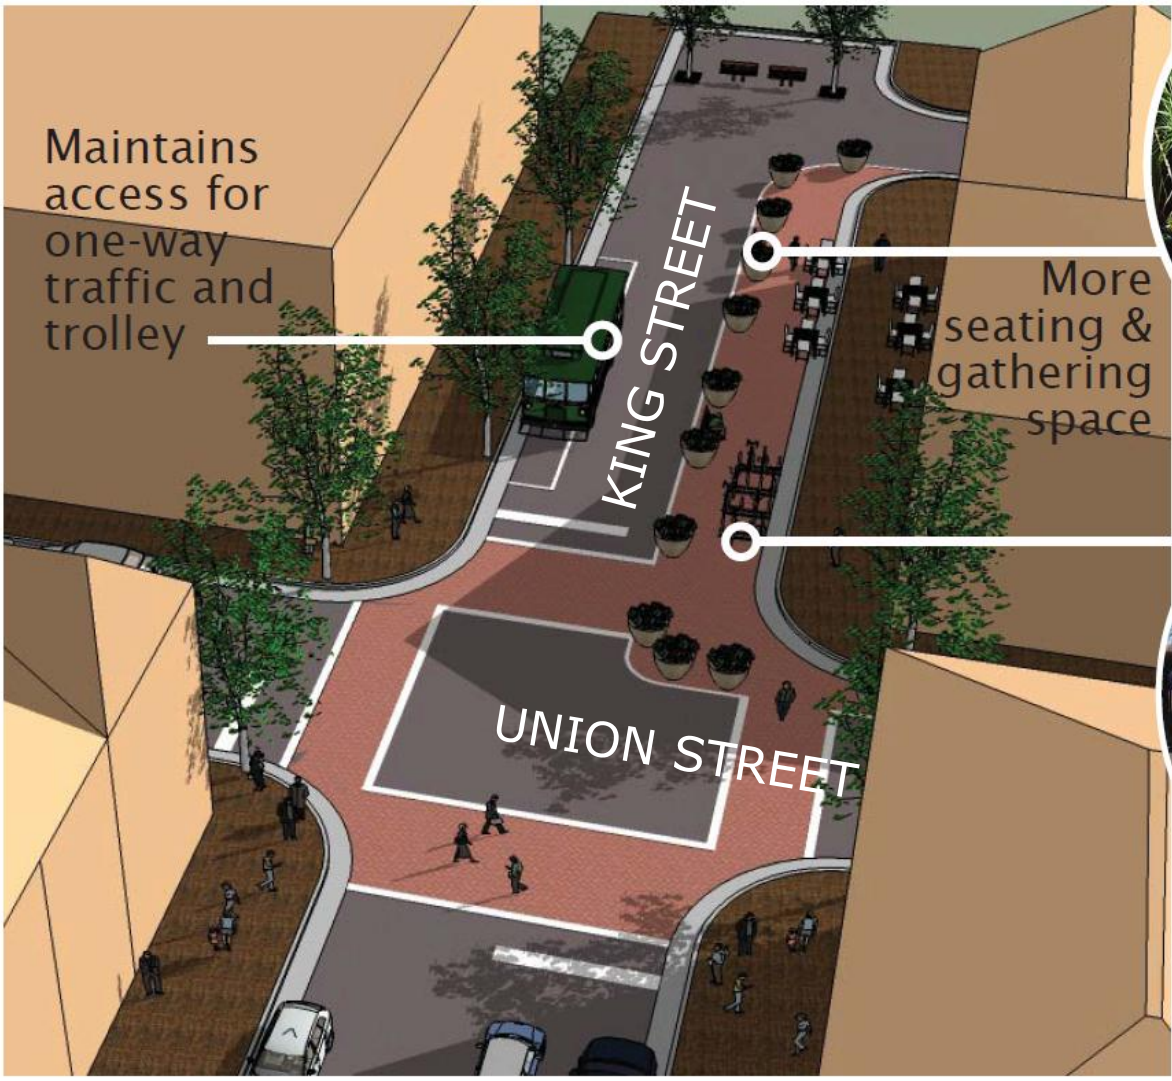 Maintains
access for
one-way
traffic and
trolley
KING STREET
More
seating &
gathering
space
UNION STREET